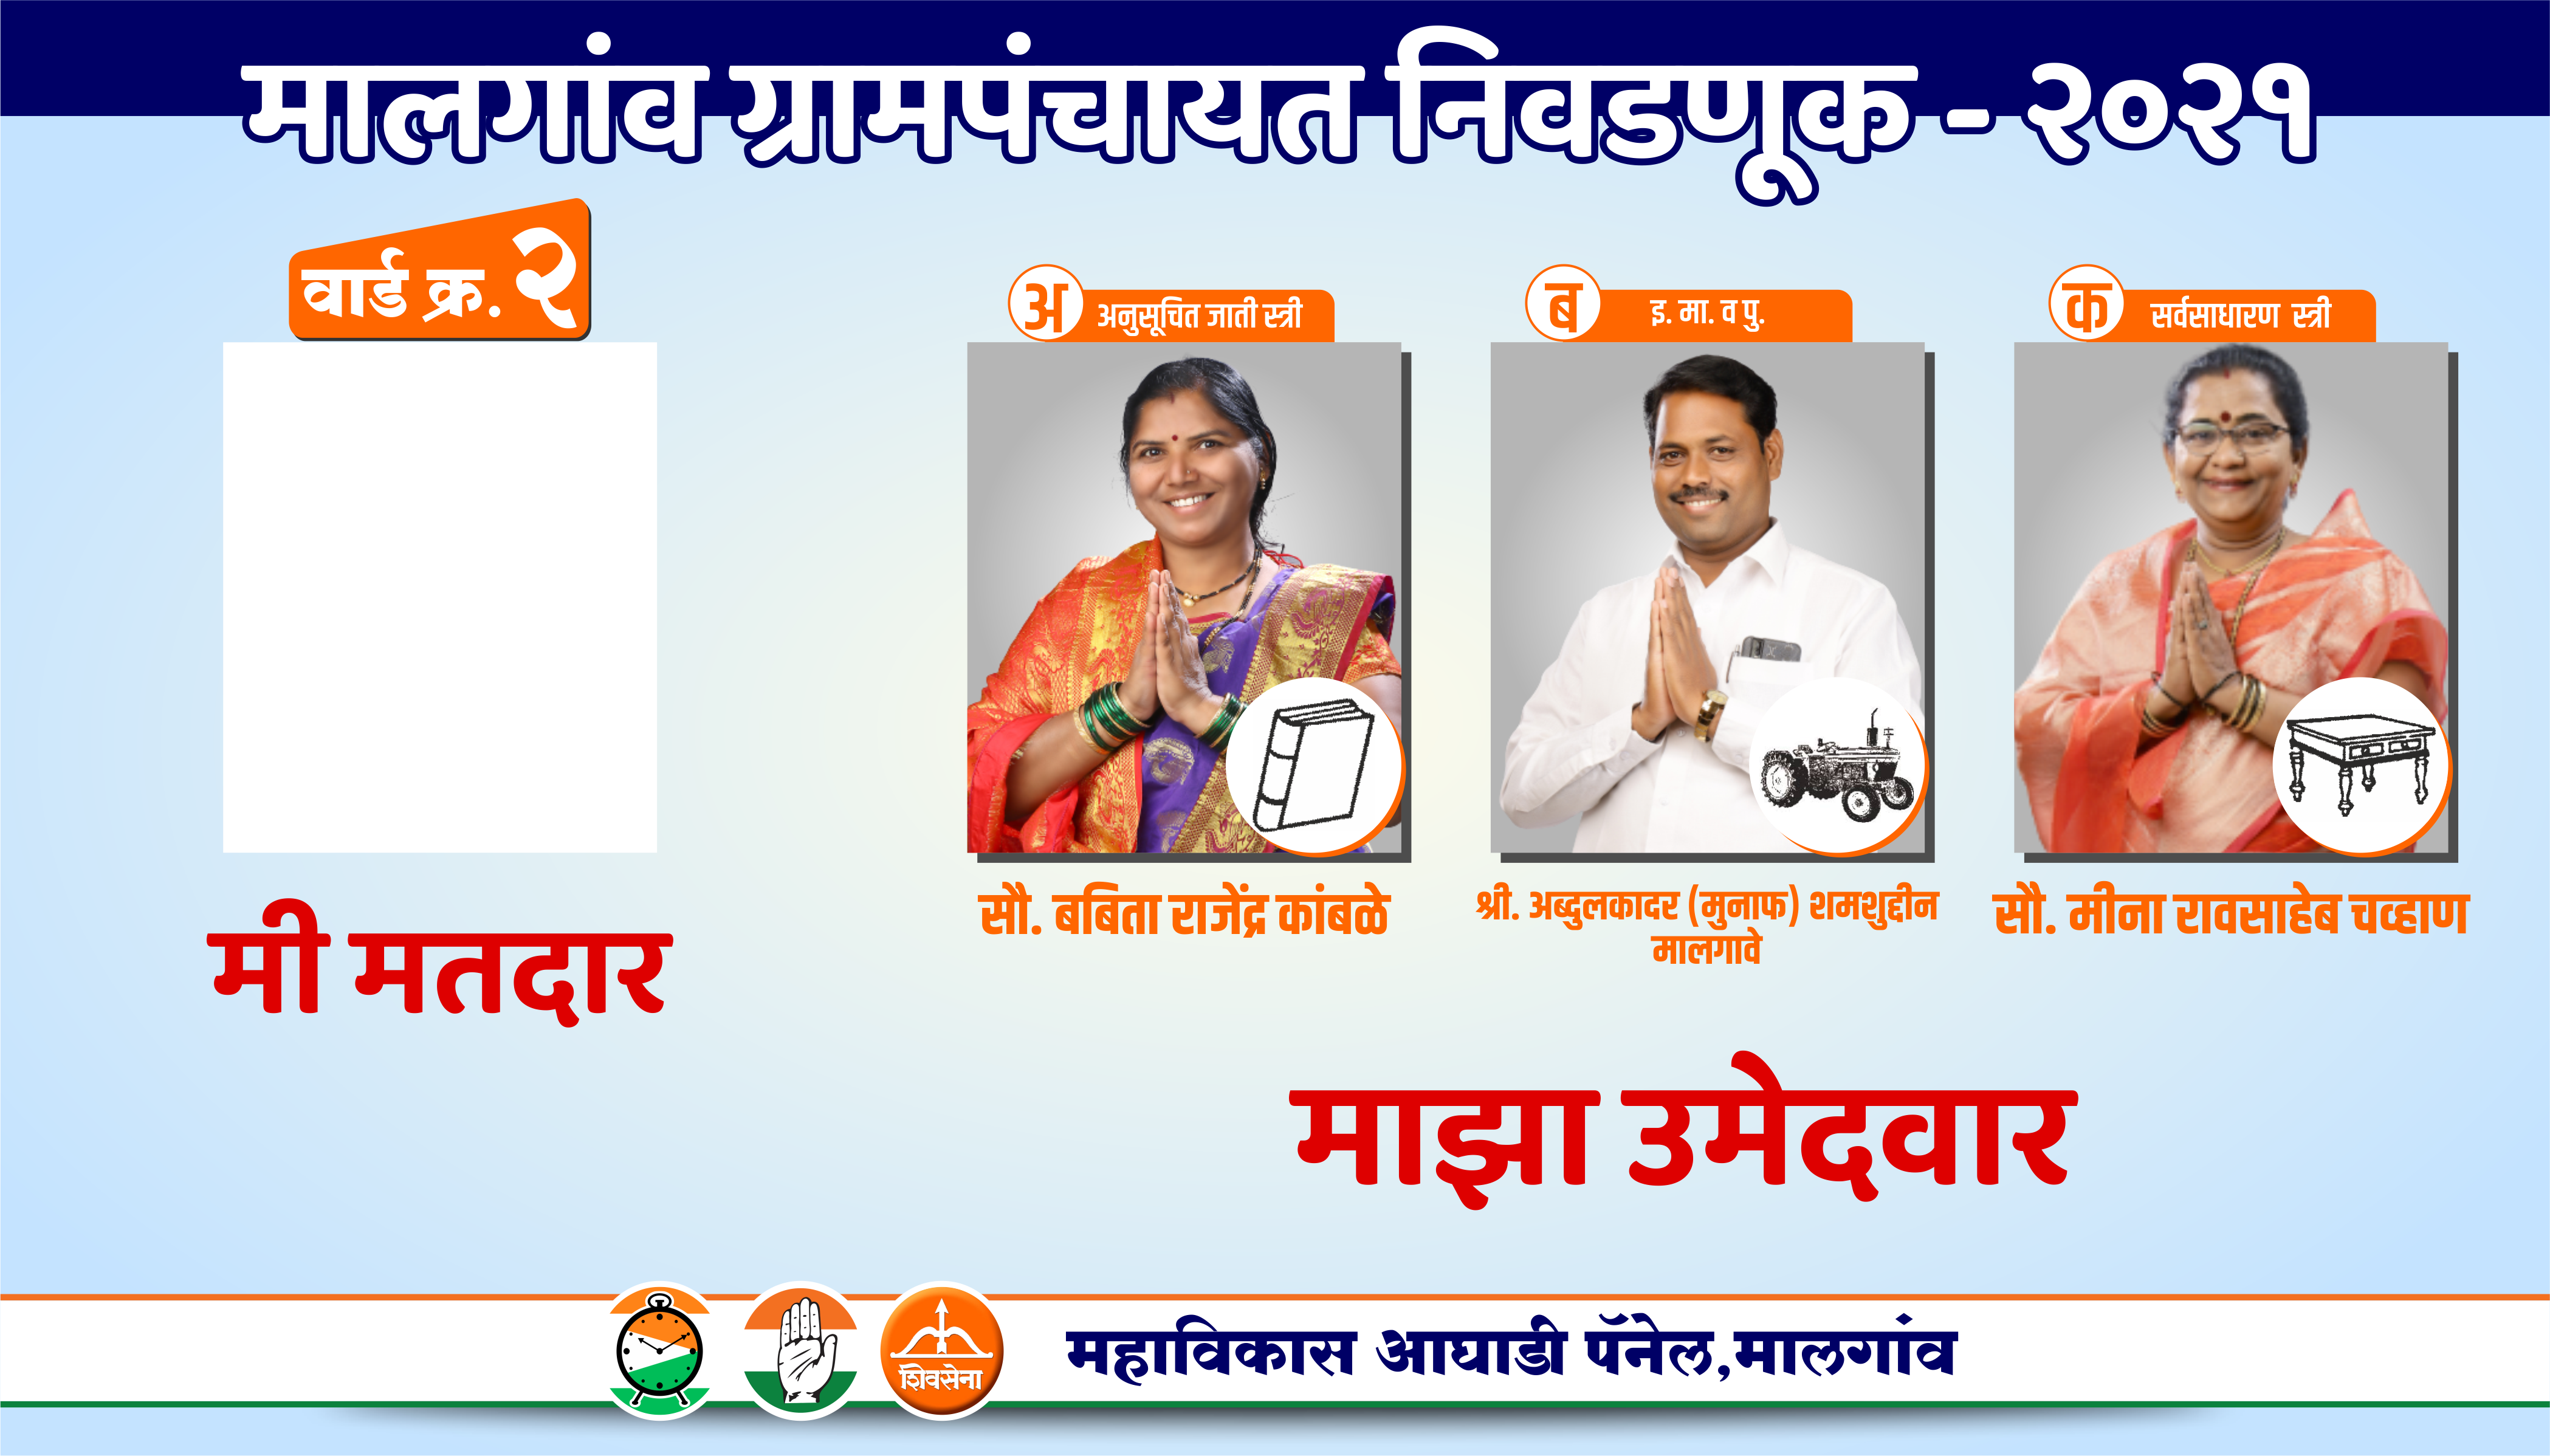 मालगांव ग्रामपंचायत निवडणूक - २०२१
वार्ड क्र. २
मी मतदार
अ अनुसूचित जाती स्त्री
सौ. बबिता राजेंद्र कांबळे
ब इ. मा. व पु.
श्री. अब्दुलकादर (मुनाफ) शमशुद्दीन
मालगावे
क सर्वसाधारण स्त्री
सौ. मीना रावसाहेब चव्हाण
माझा उमेदवार
शिवसेना
महाविकास आघाडी पॅनेल,मालगांव